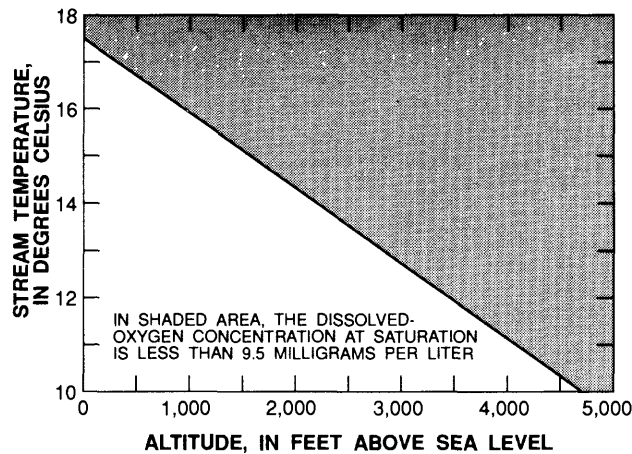 STREAM TEMPERATURE,
IN DEGREES CELSIUS
18
16
14
12
10
IN SHADED AREA, THE DISSOLVED-
OXYGEN CONCENTRATION AT SATURATION
IS LESS THAN 9.5 MILLIGRAMS PER LITER
0 1,000 2,000 3,000 4,000 5,000
ALTITUDE, IN FEET ABOVE SEA LEVEL